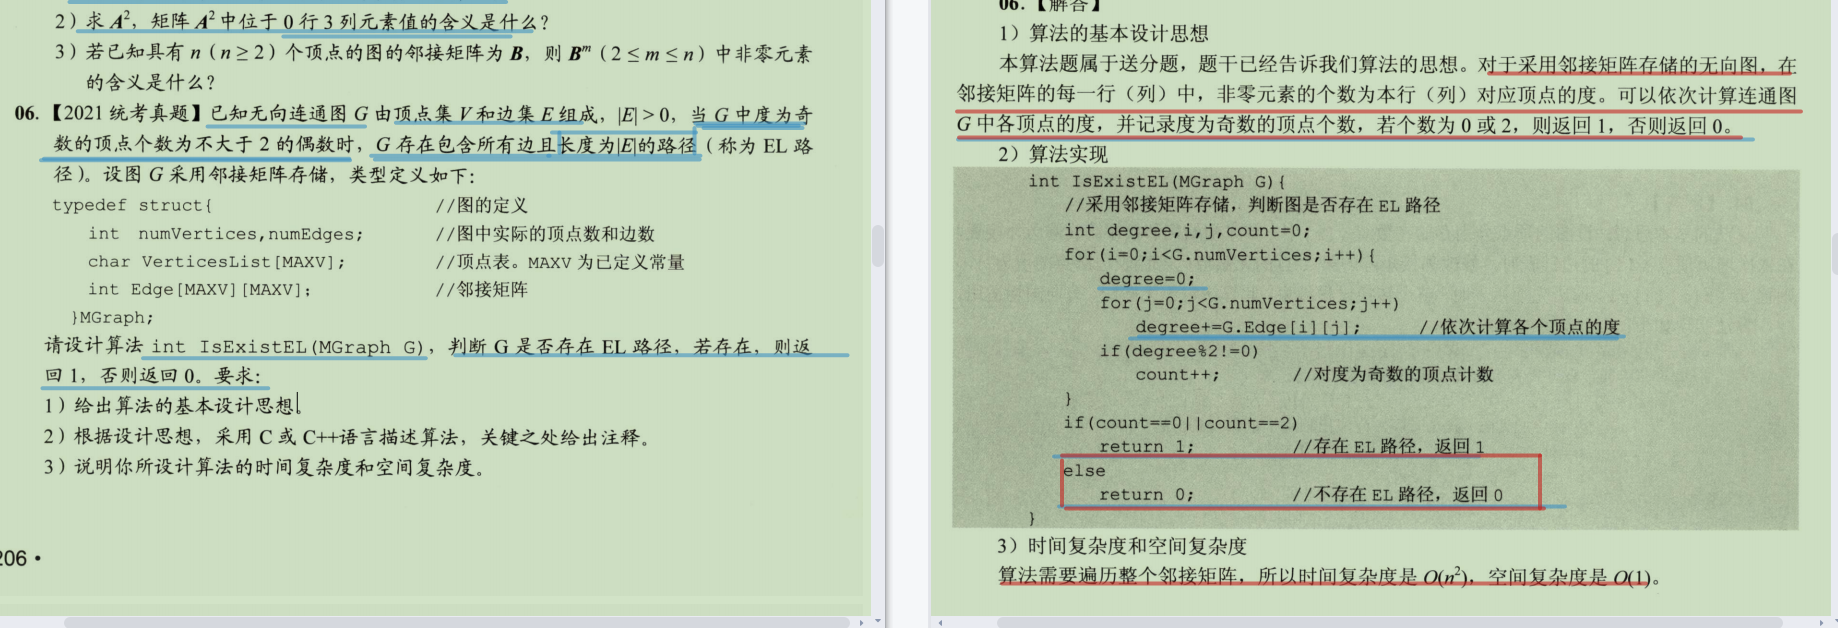 2）求 A²，矩阵 A² 中位于 0 行 3 列元素值的含义是什么？
3）若已知具有 n（n ≥ 2）个顶点的图的邻接矩阵为 B，则 Bᵐ（2 ≤ m ≤ n）中非零元素
的含义是什么？
06.【2021 统考真题】已知无向连通图 G 由顶点集 V 和边集 E 组成，|E| > 0，当 G 中度为奇
数的顶点个数为不大于 2 的偶数时，G 存在包含所有边且长度为|E|的路径（称为 EL 路
径）。设图 G 采用邻接矩阵存储，类型定义如下：
typedef struct{ //图的定义
int numVertices,numEdges; //图中实际的顶点数和边数
char VerticesList[MAXV]; //顶点表。MAXV 为已定义常量
int Edge[MAXV][MAXV]; //邻接矩阵
}MGraph;
请设计算法 int IsExistEL(MGraph G)，判断 G 是否存在 EL 路径，若存在，则返
回 1，否则返回 0。要求：
1）给出算法的基本设计思想。
2）根据设计思想，采用 C 或 C++语言描述算法，关键之处给出注释。
3）说明你所设计算法的时间复杂度和空间复杂度。
206 •
06.【解答】
1）算法的基本设计思想
本算法题属于送分题，题干已经告诉我们算法的思想。对于采用邻接矩阵存储的无向图，在
邻接矩阵的每一行（列）中，非零元素的个数为本行（列）对应顶点的度。可以依次计算连通图
G 中各顶点的度，并记录度为奇数的顶点个数，若个数为 0 或 2，则返回 1，否则返回 0。
2）算法实现
int IsExistEL(MGraph G){
//采用邻接矩阵存储，判断图是否存在 EL 路径
int degree,i,j,count=0;
for(i=0;i<G.numVertices;i++){
degree=0;
for(j=0;j<G.numVertices;j++)
degree+=G.Edge[i][j]; //依次计算各个顶点的度
if(degree%2!=0)
count++; //对度为奇数的顶点计数
}
if(count==0||count==2)
return 1; //存在 EL 路径，返回 1
else
return 0; //不存在 EL 路径，返回 0
}
3）时间复杂度和空间复杂度
算法需要遍历整个邻接矩阵，所以时间复杂度是 O(n²)，空间复杂度是 O(1)。